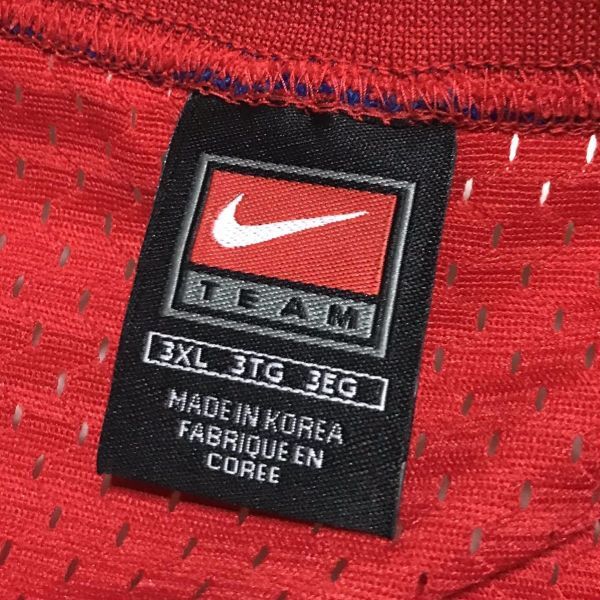 TEAM
3XL 3TG 3EG
MADE IN KOREA
FABRIQUE EN
COREE